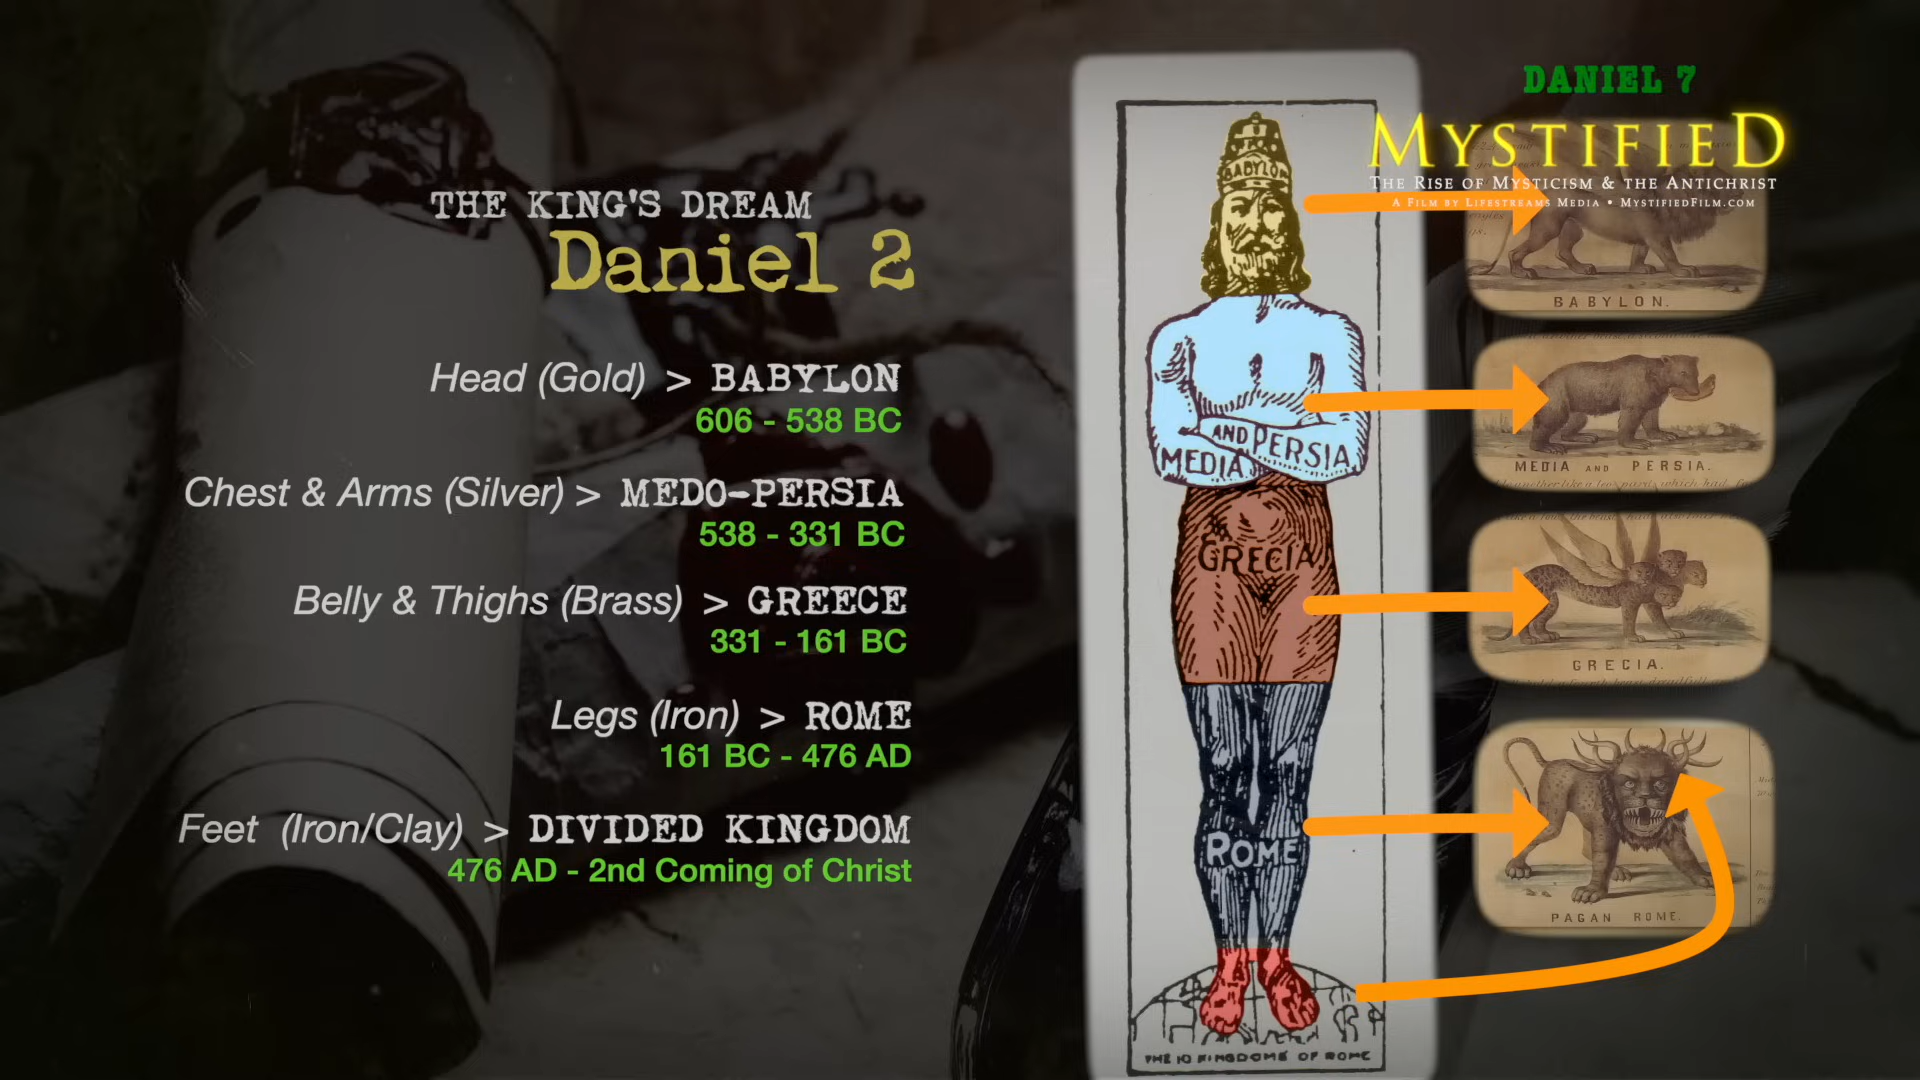 THE KING'S DREAM
Daniel 2
Head (Gold) > BABYLON
606 - 538 BC
Chest & Arms (Silver) > MEDO-PERSIA
538 - 331 BC
Belly & Thighs (Brass) > GREECE
331 - 161 BC
Legs (Iron) > ROME
161 BC - 476 AD
Feet (Iron/Clay) > DIVIDED KINGDOM
476 AD - 2nd Coming of Christ
BABYLON
AND PERSIA
MEDIA
GRECIA
ROME
THE 10 KINGDOMS OF ROME
DANIEL 7
MYSTIFIED
THE RISE OF MYSTICISM & THE ANTICHRIST
A FILM BY LIFESTREAMS MEDIA • MYSTIFIEDFILM.COM
BABYLON.
MEDIA AND PERSIA.
GRECIA.
PAGAN ROME.